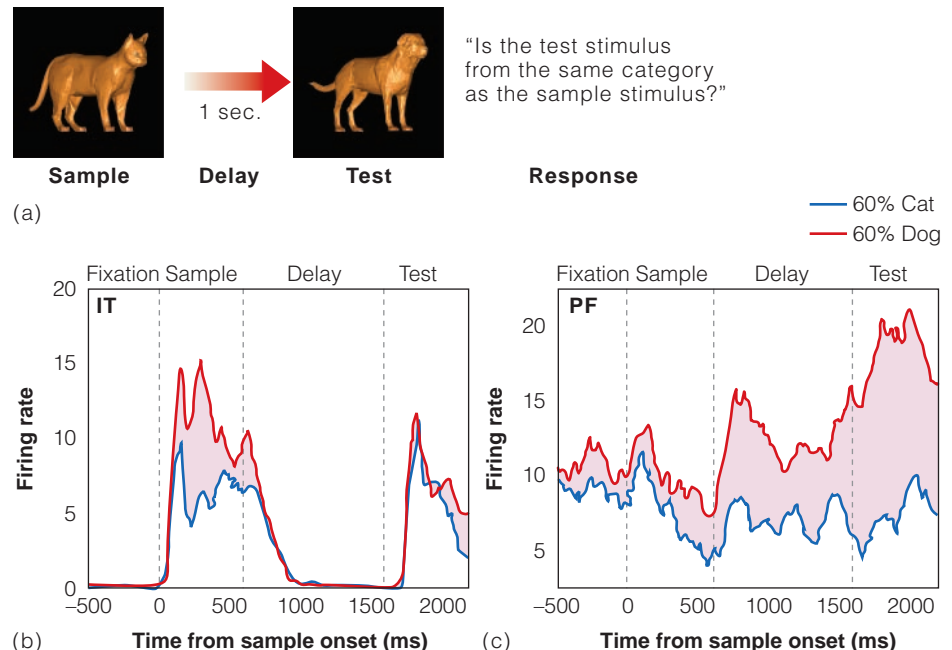 “Is the test stimulus
from the same category
as the sample stimulus?”
1 sec.
Sample Delay Test Response
(a)
60% Cat
60% Dog
Fixation Sample Delay Test
IT
20
15
10
5
0
Firing rate
–500 0 500 1000 1500 2000
(b) Time from sample onset (ms)
Fixation Sample Delay Test
PF
20
15
10
5
Firing rate
–500 0 500 1000 1500 2000
(c) Time from sample onset (ms)